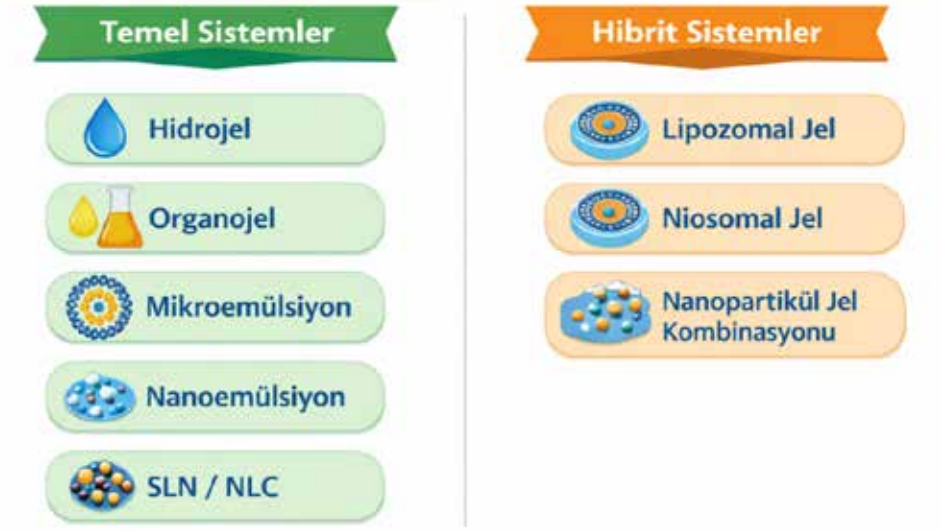 Temel Sistemler
Hidrojel
Organojel
Mikroemülsiyon
Nanoemülsiyon
SLN / NLC
Hibrit Sistemler
Lipozomal Jel
Niosomal Jel
Nanopartikül Jel
Kombinasyonu